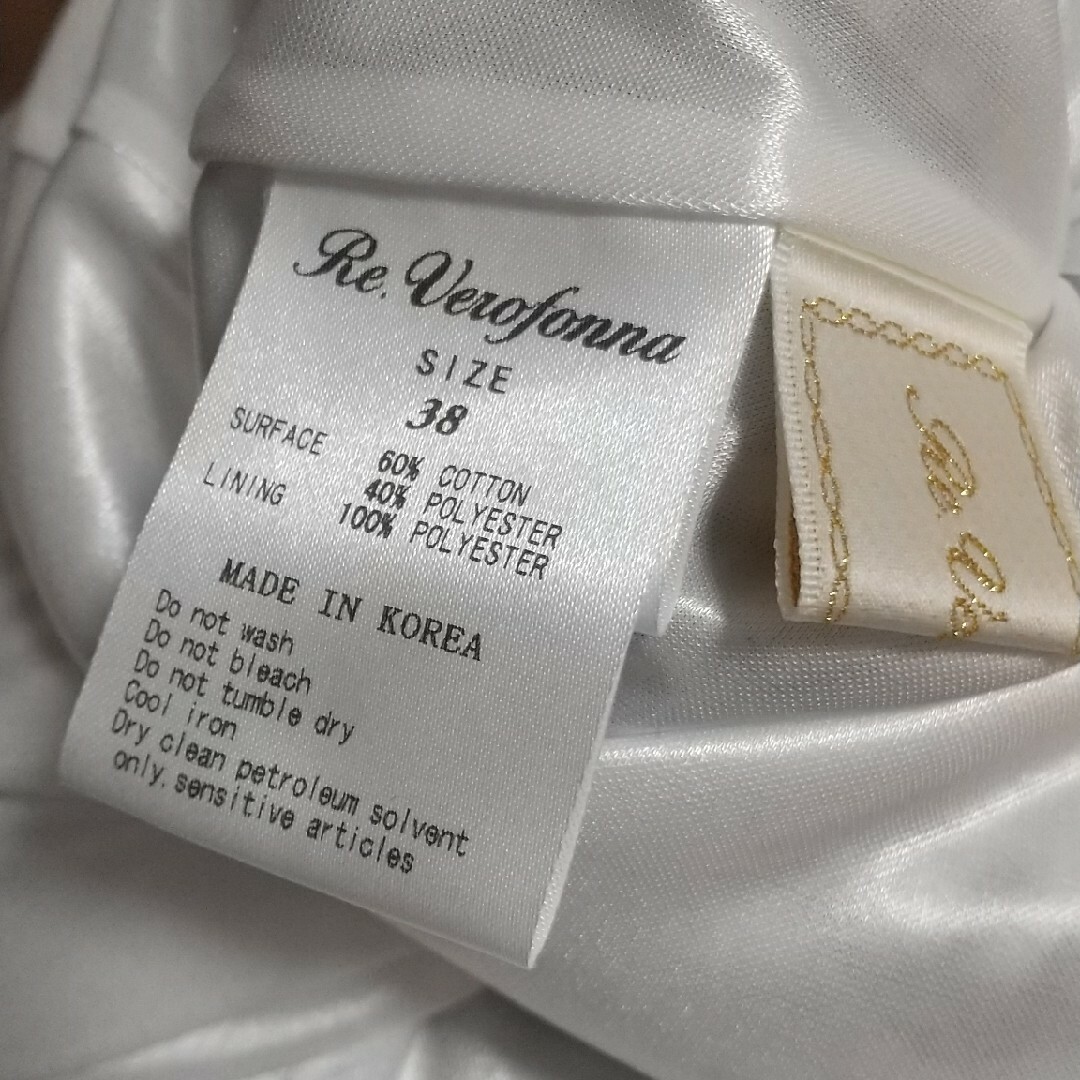 Re. Verofonna
SIZE
38
SURFACE 60% COTTON
40% POLYESTER
LINING 100% POLYESTER
MADE IN KOREA
Do not wash
Do not bleach
Do not tumble dry
Cool iron
Dry clean petroleum solvent
only.sensitive articles
Re.